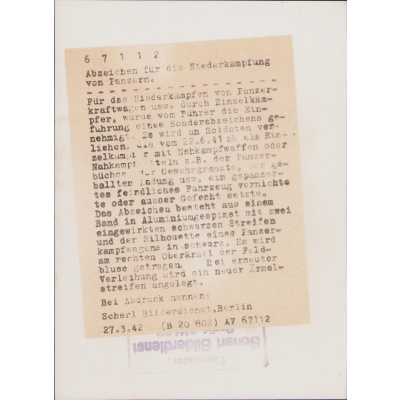 6 7 1 1 2
Abzeichen für die Niederkämpfung
von Panzern.
Für das Niederkämpfen von Panzer-
kraftwagen usw. durch Einzelkäm-
pfer, wurde vom Führer die Ein-
führung eines Sonderabzeichens ge-
nehmigt. Es wird an Soldaten ver-
liehen, die vom 22.6.41 ab als Ein-
zelkämpfer mit Nahkampfwaffen oder
Nahkampfmitteln z.B. der Panzer-
büchse der Gewehrgranate, der ge-
ballten Ladung usw. ein gepanzer-
tes feindliches Fahrzeug vernichte
te oder ausser Gefecht setzte.
Das Abzeichen besteht aus einem
Band in Aluminiumgespinst mit zwei
eingewirkten schwarzen Streifen
und der Silhouette eines Panzer-
kampfwagens in schwarz. Es wird
am rechten Oberärmel der Feld-
bluse getragen. Bei erneuter
Verleihung wird ein neuer Ärmel-
streifen angelegt.
Bei Abdruck nennen:
Scherl Bilderdienst,Berlin
27.3.42 (B 20 802) AV 67112
Scherl Bilderdienst